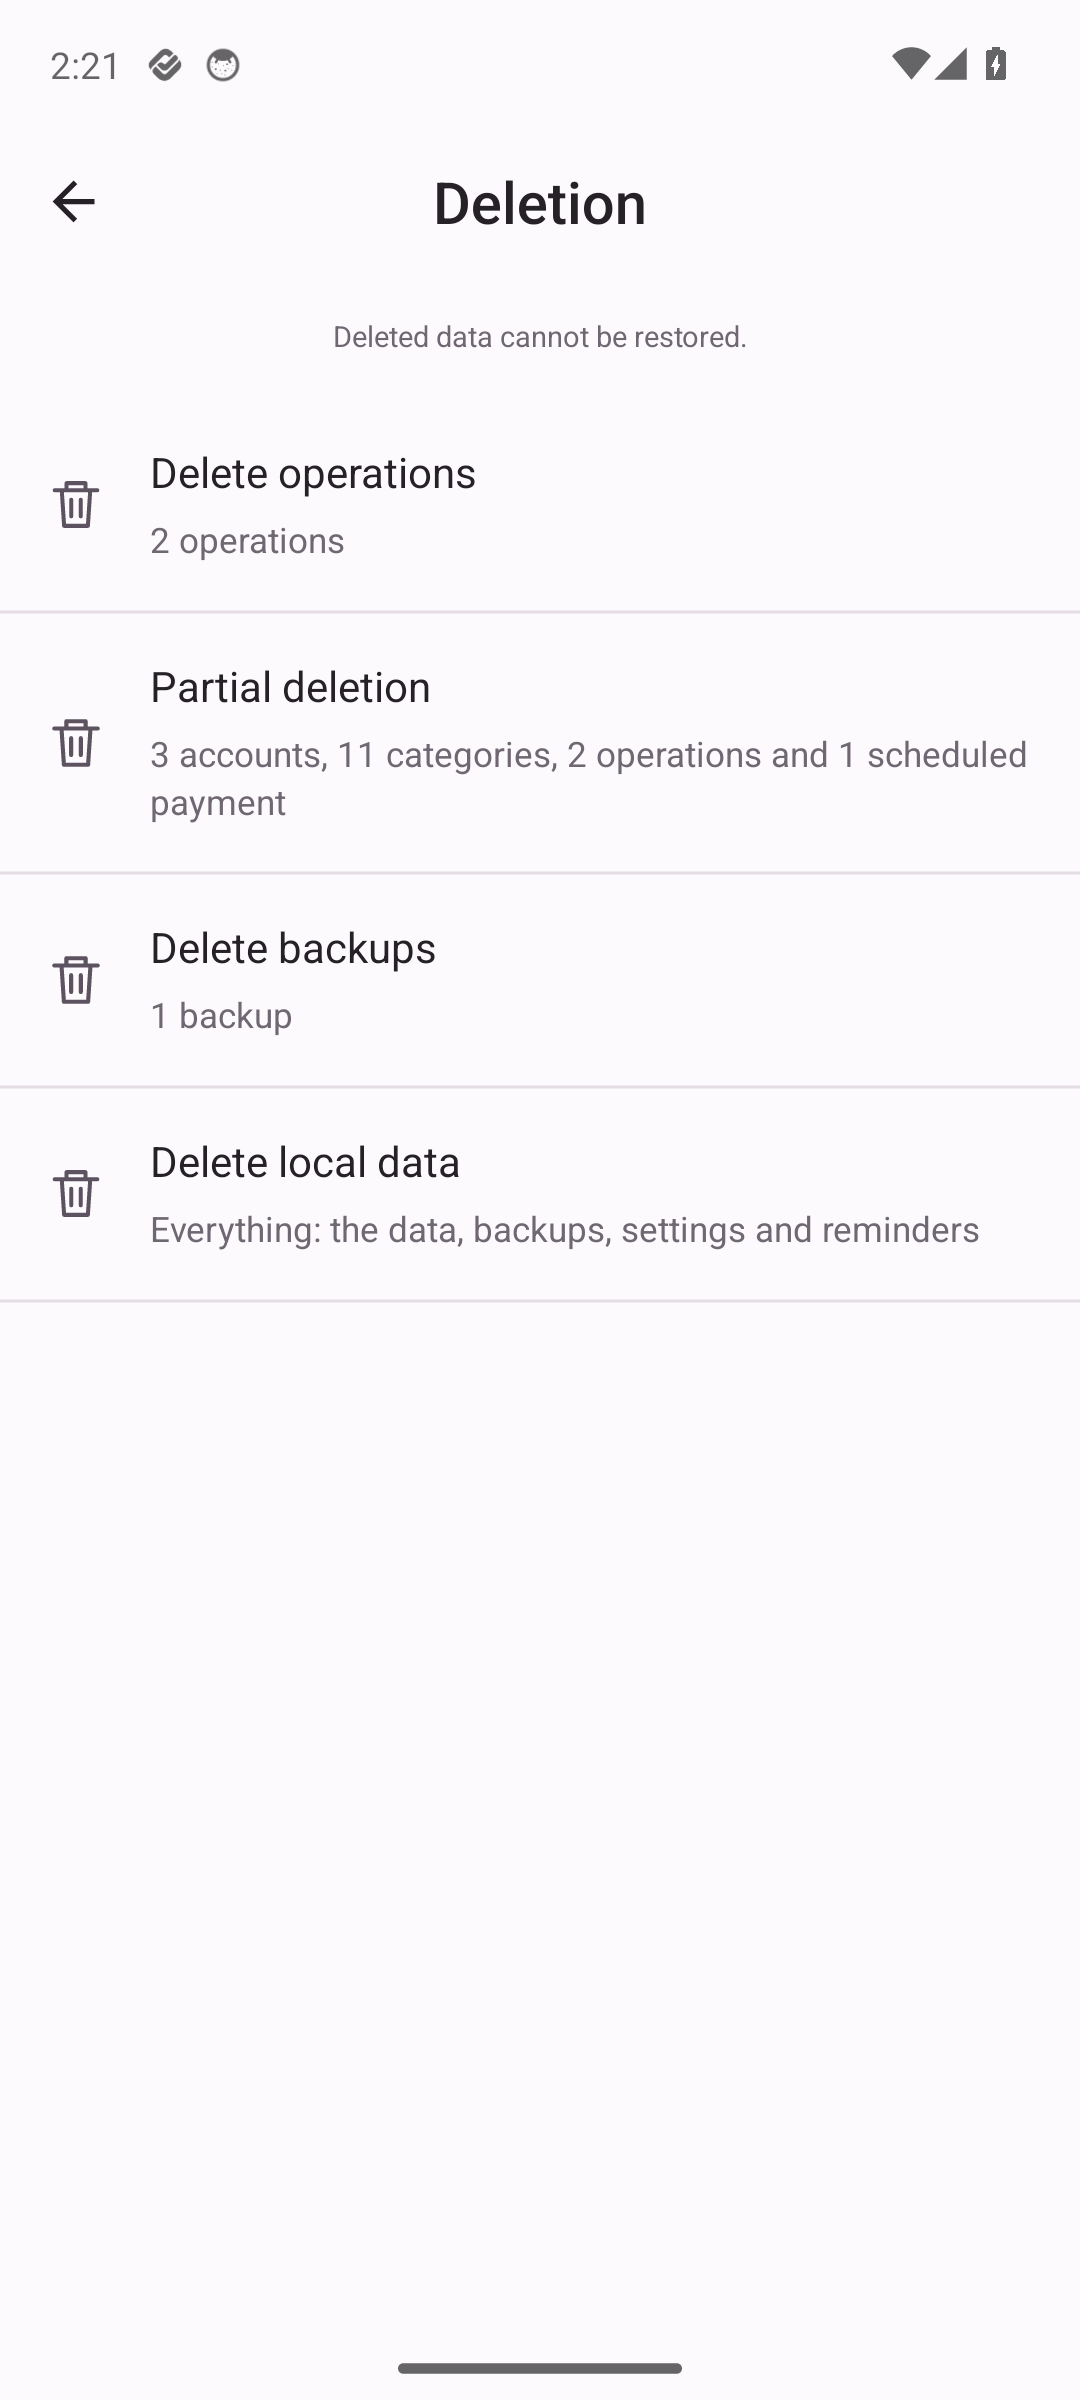 2:21
Deletion
Deleted data cannot be restored.
Delete operations
2 operations
Partial deletion
3 accounts, 11 categories, 2 operations and 1 scheduled
payment
Delete backups
1 backup
Delete local data
Everything: the data, backups, settings and reminders